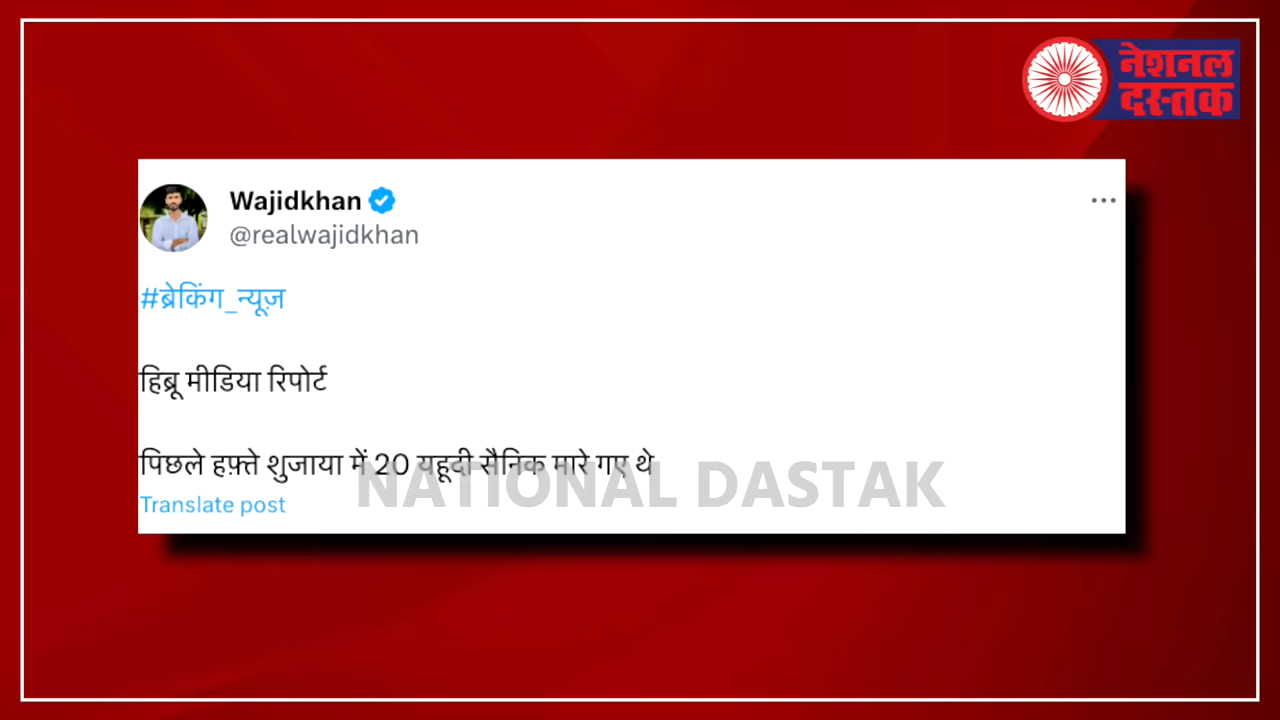 नेशनल
दस्तक
Wajidkhan
@realwajidkhan
#ब्रेकिंग_न्यूज़
हिब्रू मीडिया रिपोर्ट
पिछले हफ़्ते शुजाया में 20 यहूदी सैनिक मारे गए थे
NATIONAL DASTAK
Translate post